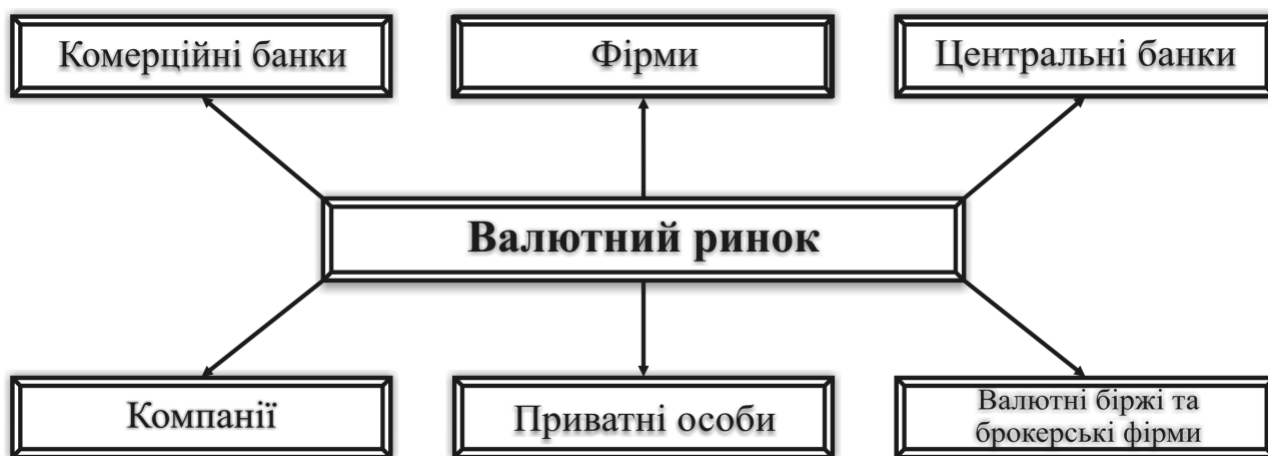 Комерційні банки
Фірми
Центральні банки
Валютний ринок
Компанії
Приватні особи
Валютні біржі та
брокерські фірми